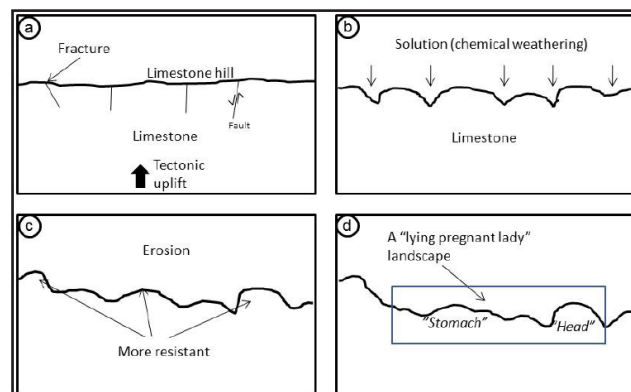 a
Fracture
Limestone hill
Limestone
Fault
Tectonic
uplift
b
Solution (chemical weathering)
Limestone
c
Erosion
More resistant
d
A “lying pregnant lady”
landscape
“Stomach”
“Head”